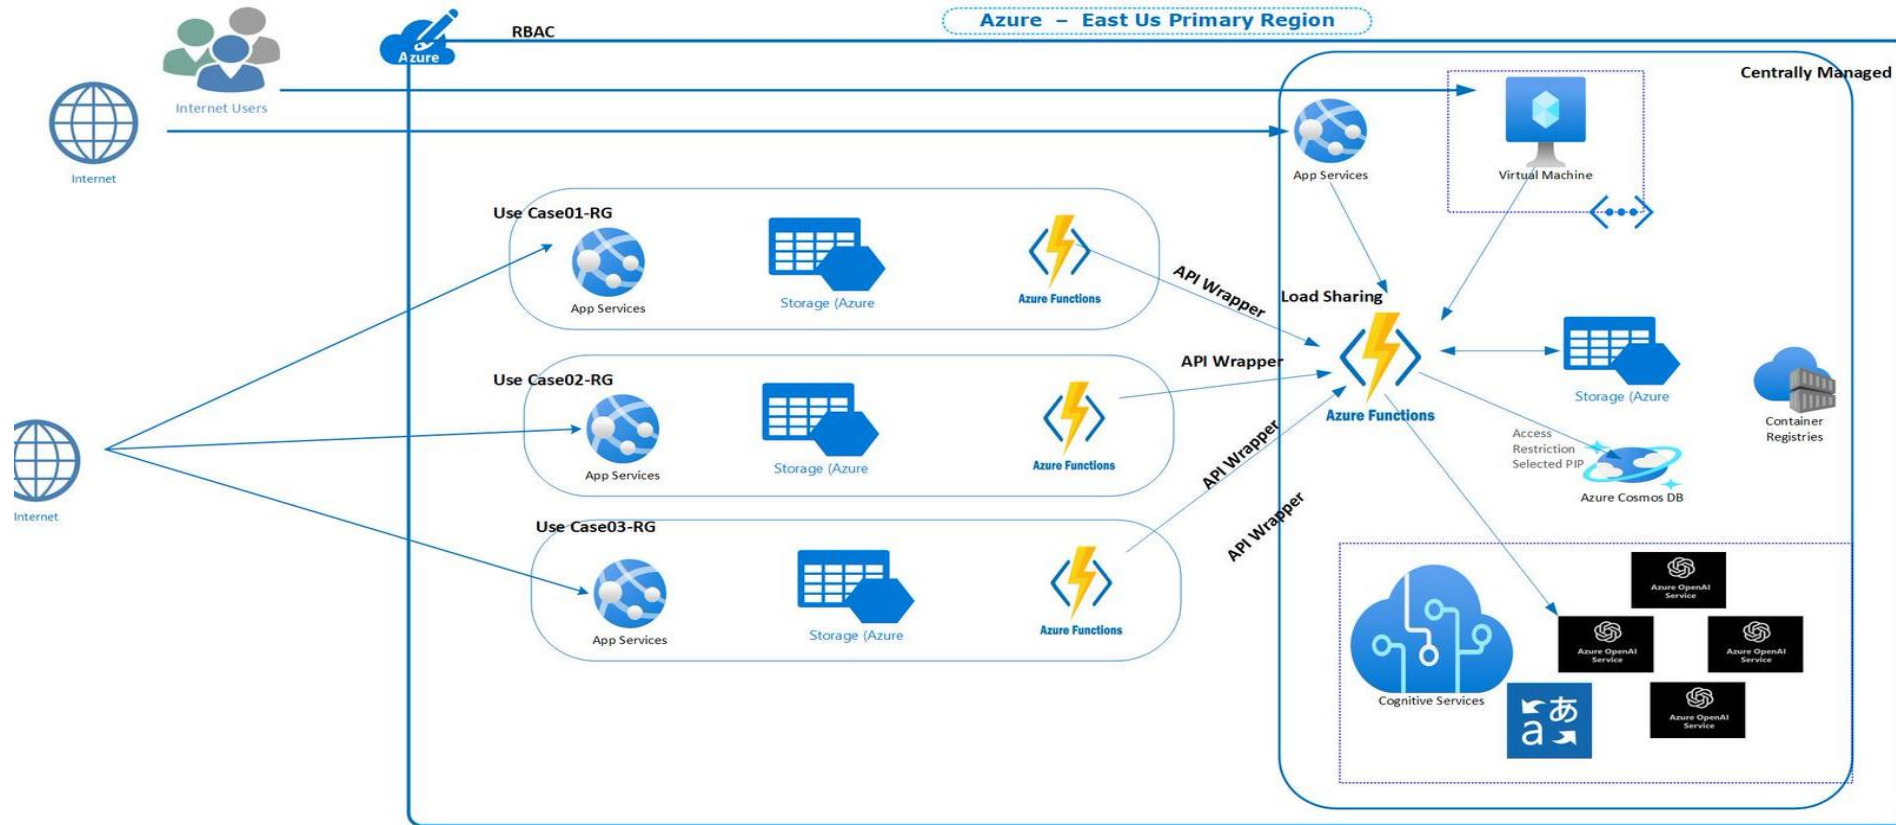 Azure – East Us Primary Region
RBAC
Azure
Centrally Managed
Internet Users
Internet
App Services
Virtual Machine
Use Case01-RG
App Services
Storage (Azure
Azure Functions
API Wrapper
Load Sharing
Azure Functions
Storage (Azure
Container
Registries
Access
Restriction
Selected PIP
Azure Cosmos DB
Use Case02-RG
App Services
Storage (Azure
Azure Functions
API Wrapper
API Wrapper
API Wrapper
Internet
Use Case03-RG
App Services
Storage (Azure
Azure Functions
Cognitive Services
あ
a
Azure OpenAI
Service
Azure OpenAI
Service
Azure OpenAI
Service
Azure OpenAI
Service